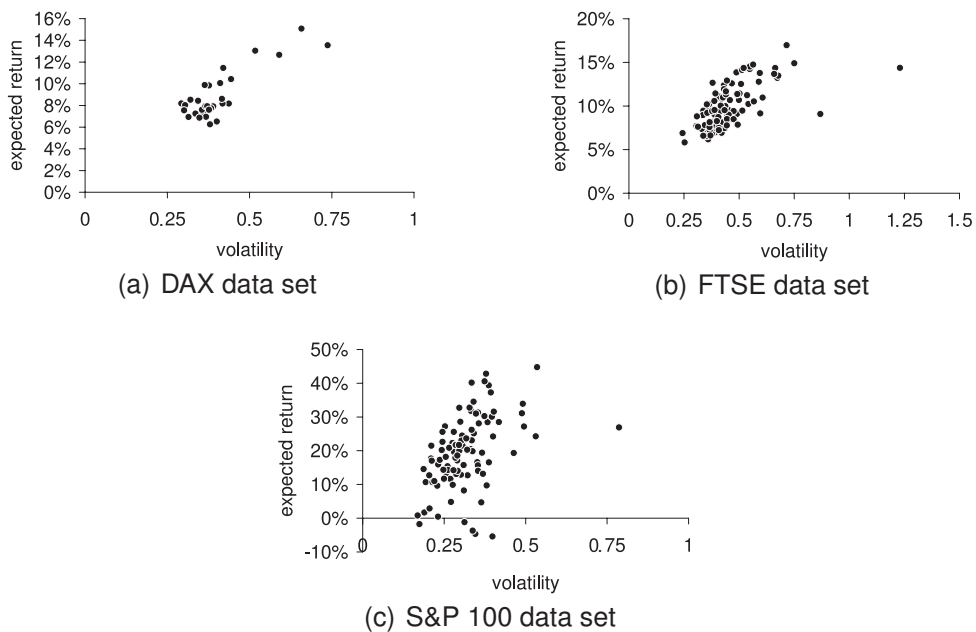 16%
14%
12%
10%
8%
6%
4%
2%
0%
expected return
0 0.25 0.5 0.75 1
volatility
(a) DAX data set
20%
15%
10%
5%
0%
expected return
0 0.25 0.5 0.75 1 1.25 1.5
volatility
(b) FTSE data set
50%
40%
30%
20%
10%
0%
-10%
expected return
0 0.25 0.5 0.75 1
volatility
(c) S&P 100 data set